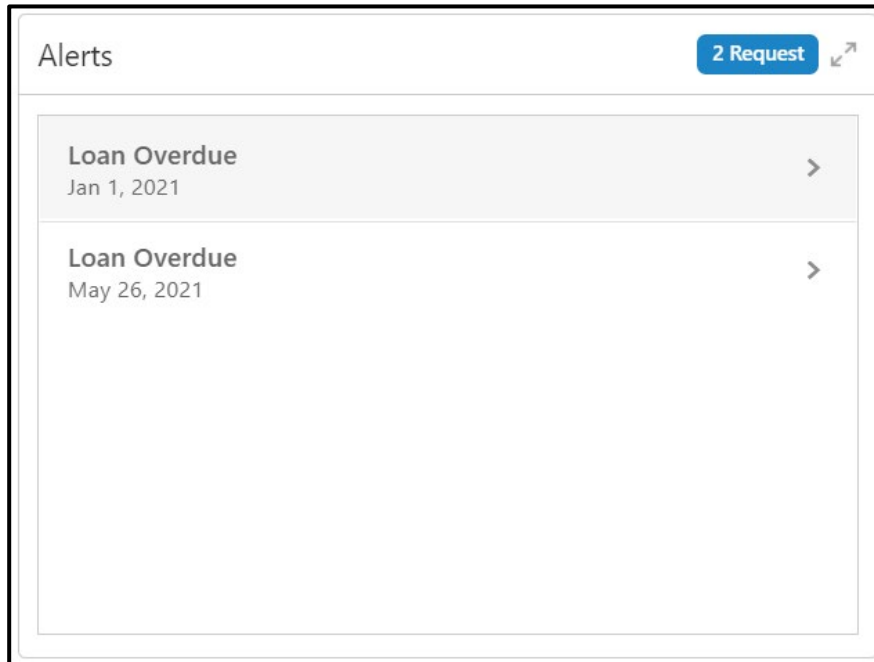 Alerts
2 Request
Loan Overdue
Jan 1, 2021
Loan Overdue
May 26, 2021